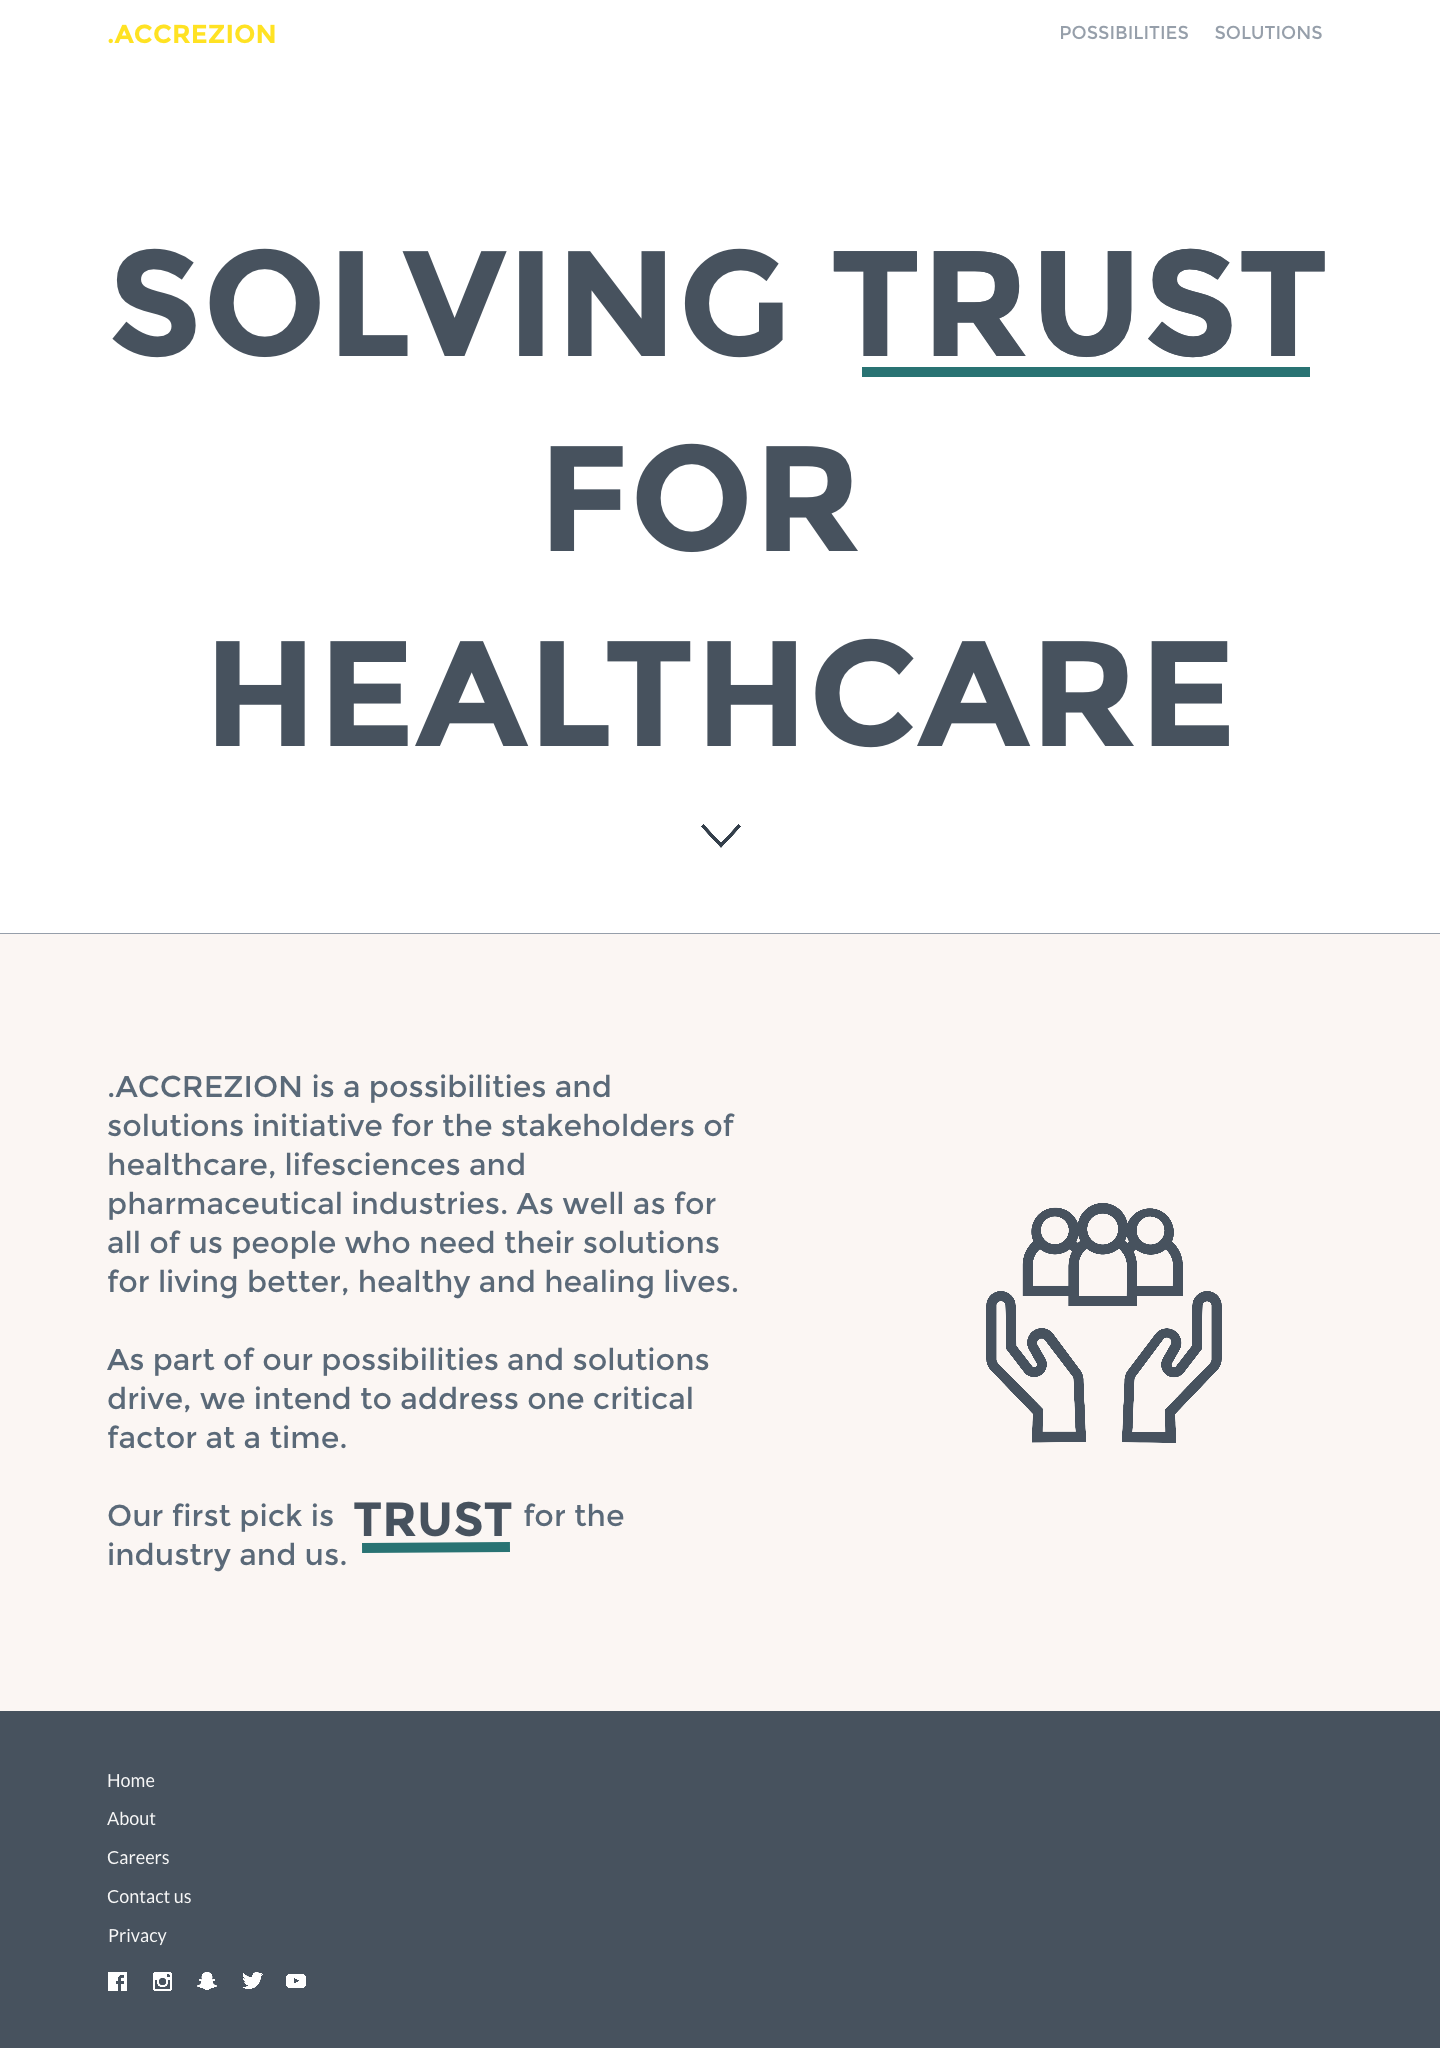 .ACCREZION
POSSIBILITIES SOLUTIONS
SOLVING TRUST
FOR
HEALTHCARE
.ACCREZION is a possibilities and
solutions initiative for the stakeholders of
healthcare, lifesciences and
pharmaceutical industries. As well as for
all of us people who need their solutions
for living better, healthy and healing lives.
As part of our possibilities and solutions
drive, we intend to address one critical
factor at a time.
Our first pick is TRUST for the
industry and us.
Home
About
Careers
Contact us
Privacy